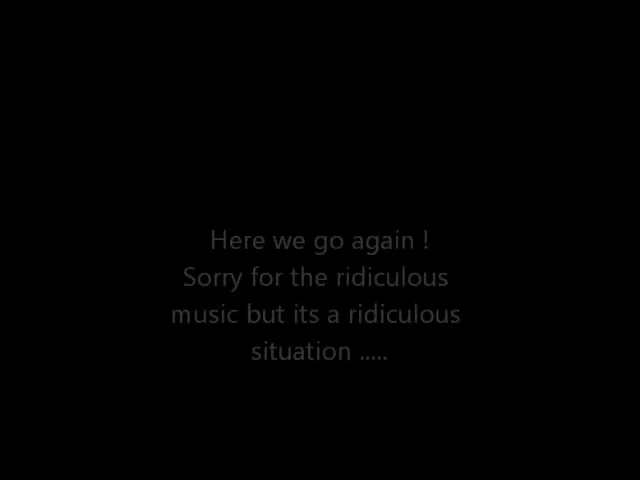 Here we go again !
Sorry for the ridiculous
music but its a ridiculous
situation .....